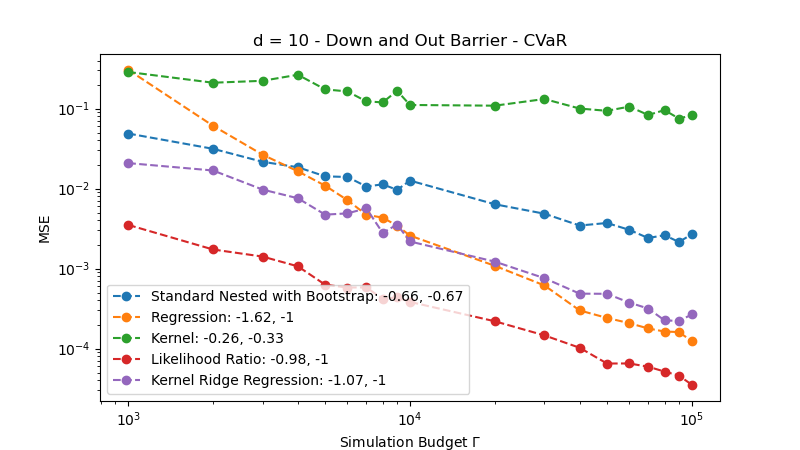 d = 10 - Down and Out Barrier - CVaR
MSE
10⁻¹
10⁻²
10⁻³
10⁻⁴
Standard Nested with Bootstrap: -0.66, -0.67
Regression: -1.62, -1
Kernel: -0.26, -0.33
Likelihood Ratio: -0.98, -1
Kernel Ridge Regression: -1.07, -1
10³ 10⁴ 10⁵
Simulation Budget Γ